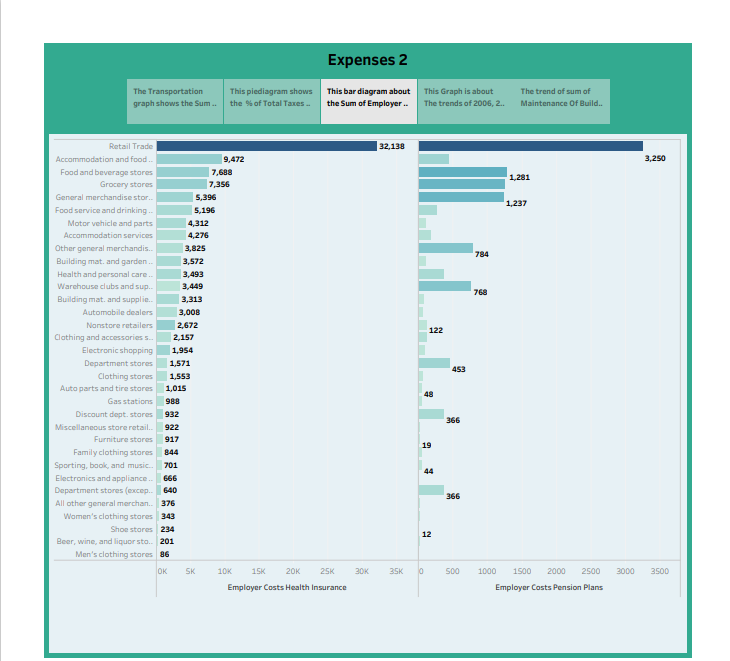 Expenses 2
The Transportation
graph shows the Sum ..
This piediagram shows
the % of Total Taxes ..
This bar diagram about
the Sum of Employer ..
This Graph is about
The trends of 2006, 2..
The trend of sum of
Maintenance Of Build..
Retail Trade 32,138
3,250
Accommodation and food .. 9,472
Food and beverage stores 7,688 1,281
Grocery stores 7,356
General merchandise stor.. 5,396 1,237
Food service and drinking .. 5,196
Motor vehicle and parts 4,312
Accommodation services 4,276
Other general merchandis.. 3,825 784
Building mat. and garden .. 3,572
Health and personal care .. 3,493
Warehouse clubs and sup.. 3,449 768
Building mat. and supplie.. 3,313
Automobile dealers 3,008
Nonstore retailers 2,672 122
Clothing and accessories s.. 2,157
Electronic shopping 1,954
Department stores 1,571 453
Clothing stores 1,553
Auto parts and tire stores 1,015 48
Gas stations 988
Discount dept. stores 932 366
Miscellaneous store retail.. 922
Furniture stores 917 19
Family clothing stores 844
Sporting, book, and music.. 701 44
Electronics and appliance .. 666
Department stores (excep.. 640 366
All other general merchan.. 376
Women's clothing stores 343
Shoe stores 234 12
Beer, wine, and liquor sto.. 201
Men's clothing stores 86
0K 5K 10K 15K 20K 25K 30K 35K 0 500 1000 1500 2000 2500 3000 3500
Employer Costs Health Insurance Employer Costs Pension Plans